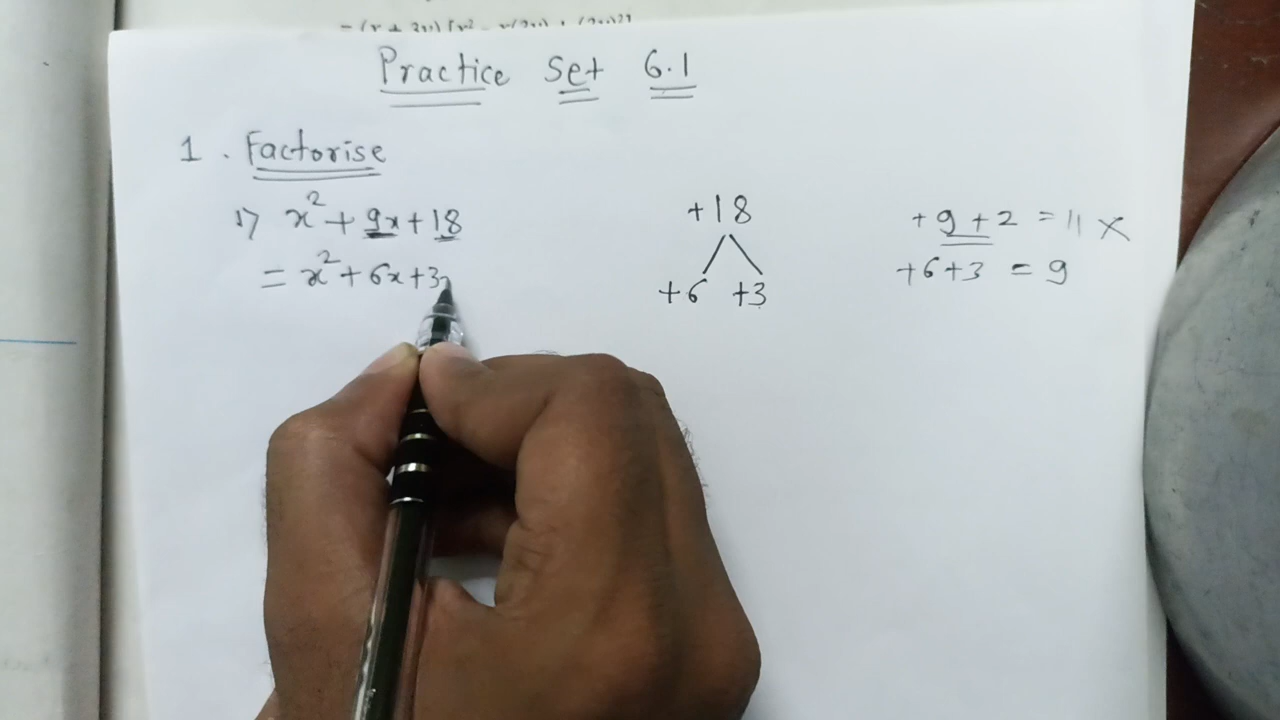 Practice Set 6.1
1. Factorise
1) x² + 9x + 18
= x² + 6x + 3
+18
+6 +3
+9 +2 = 11 ×
+6+3 = 9